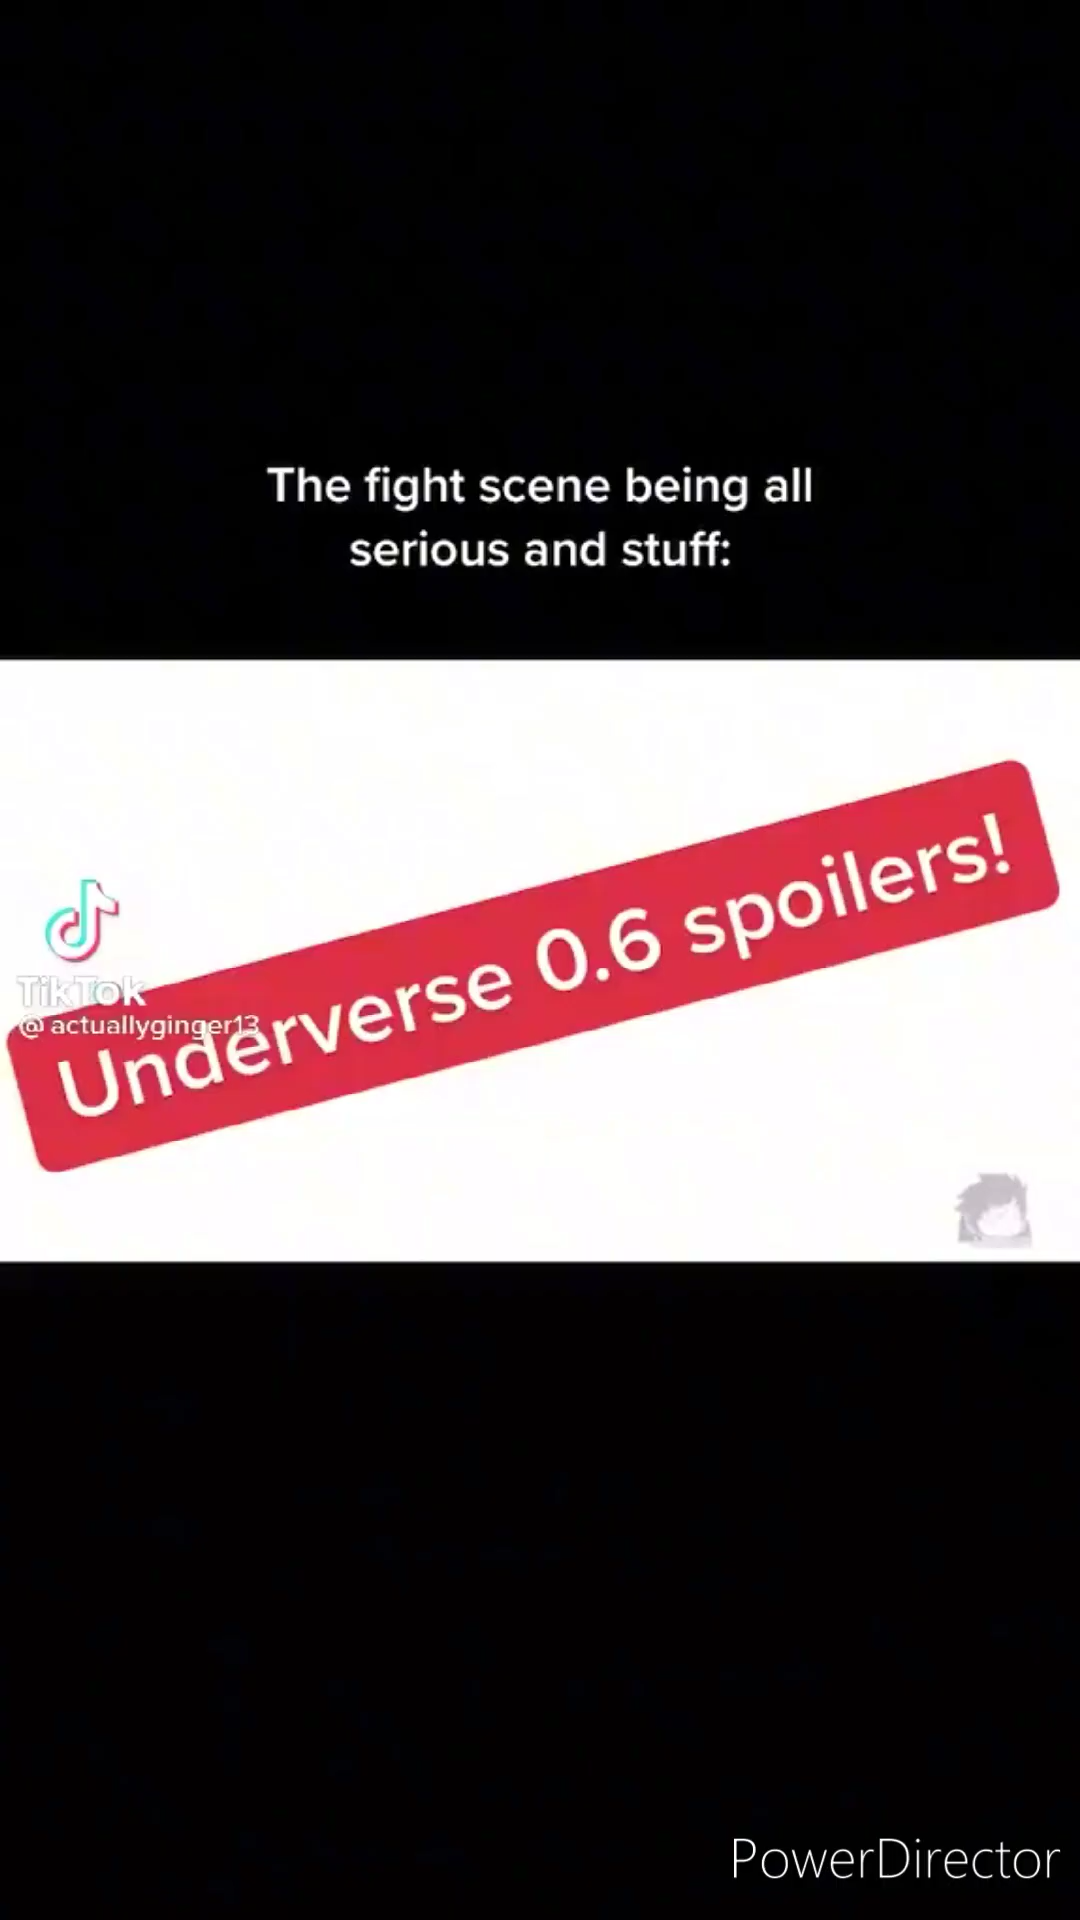 The fight scene being all
serious and stuff:
Underverse 0.6 spoilers!
TikTok
@ actuallyginger13
PowerDirector